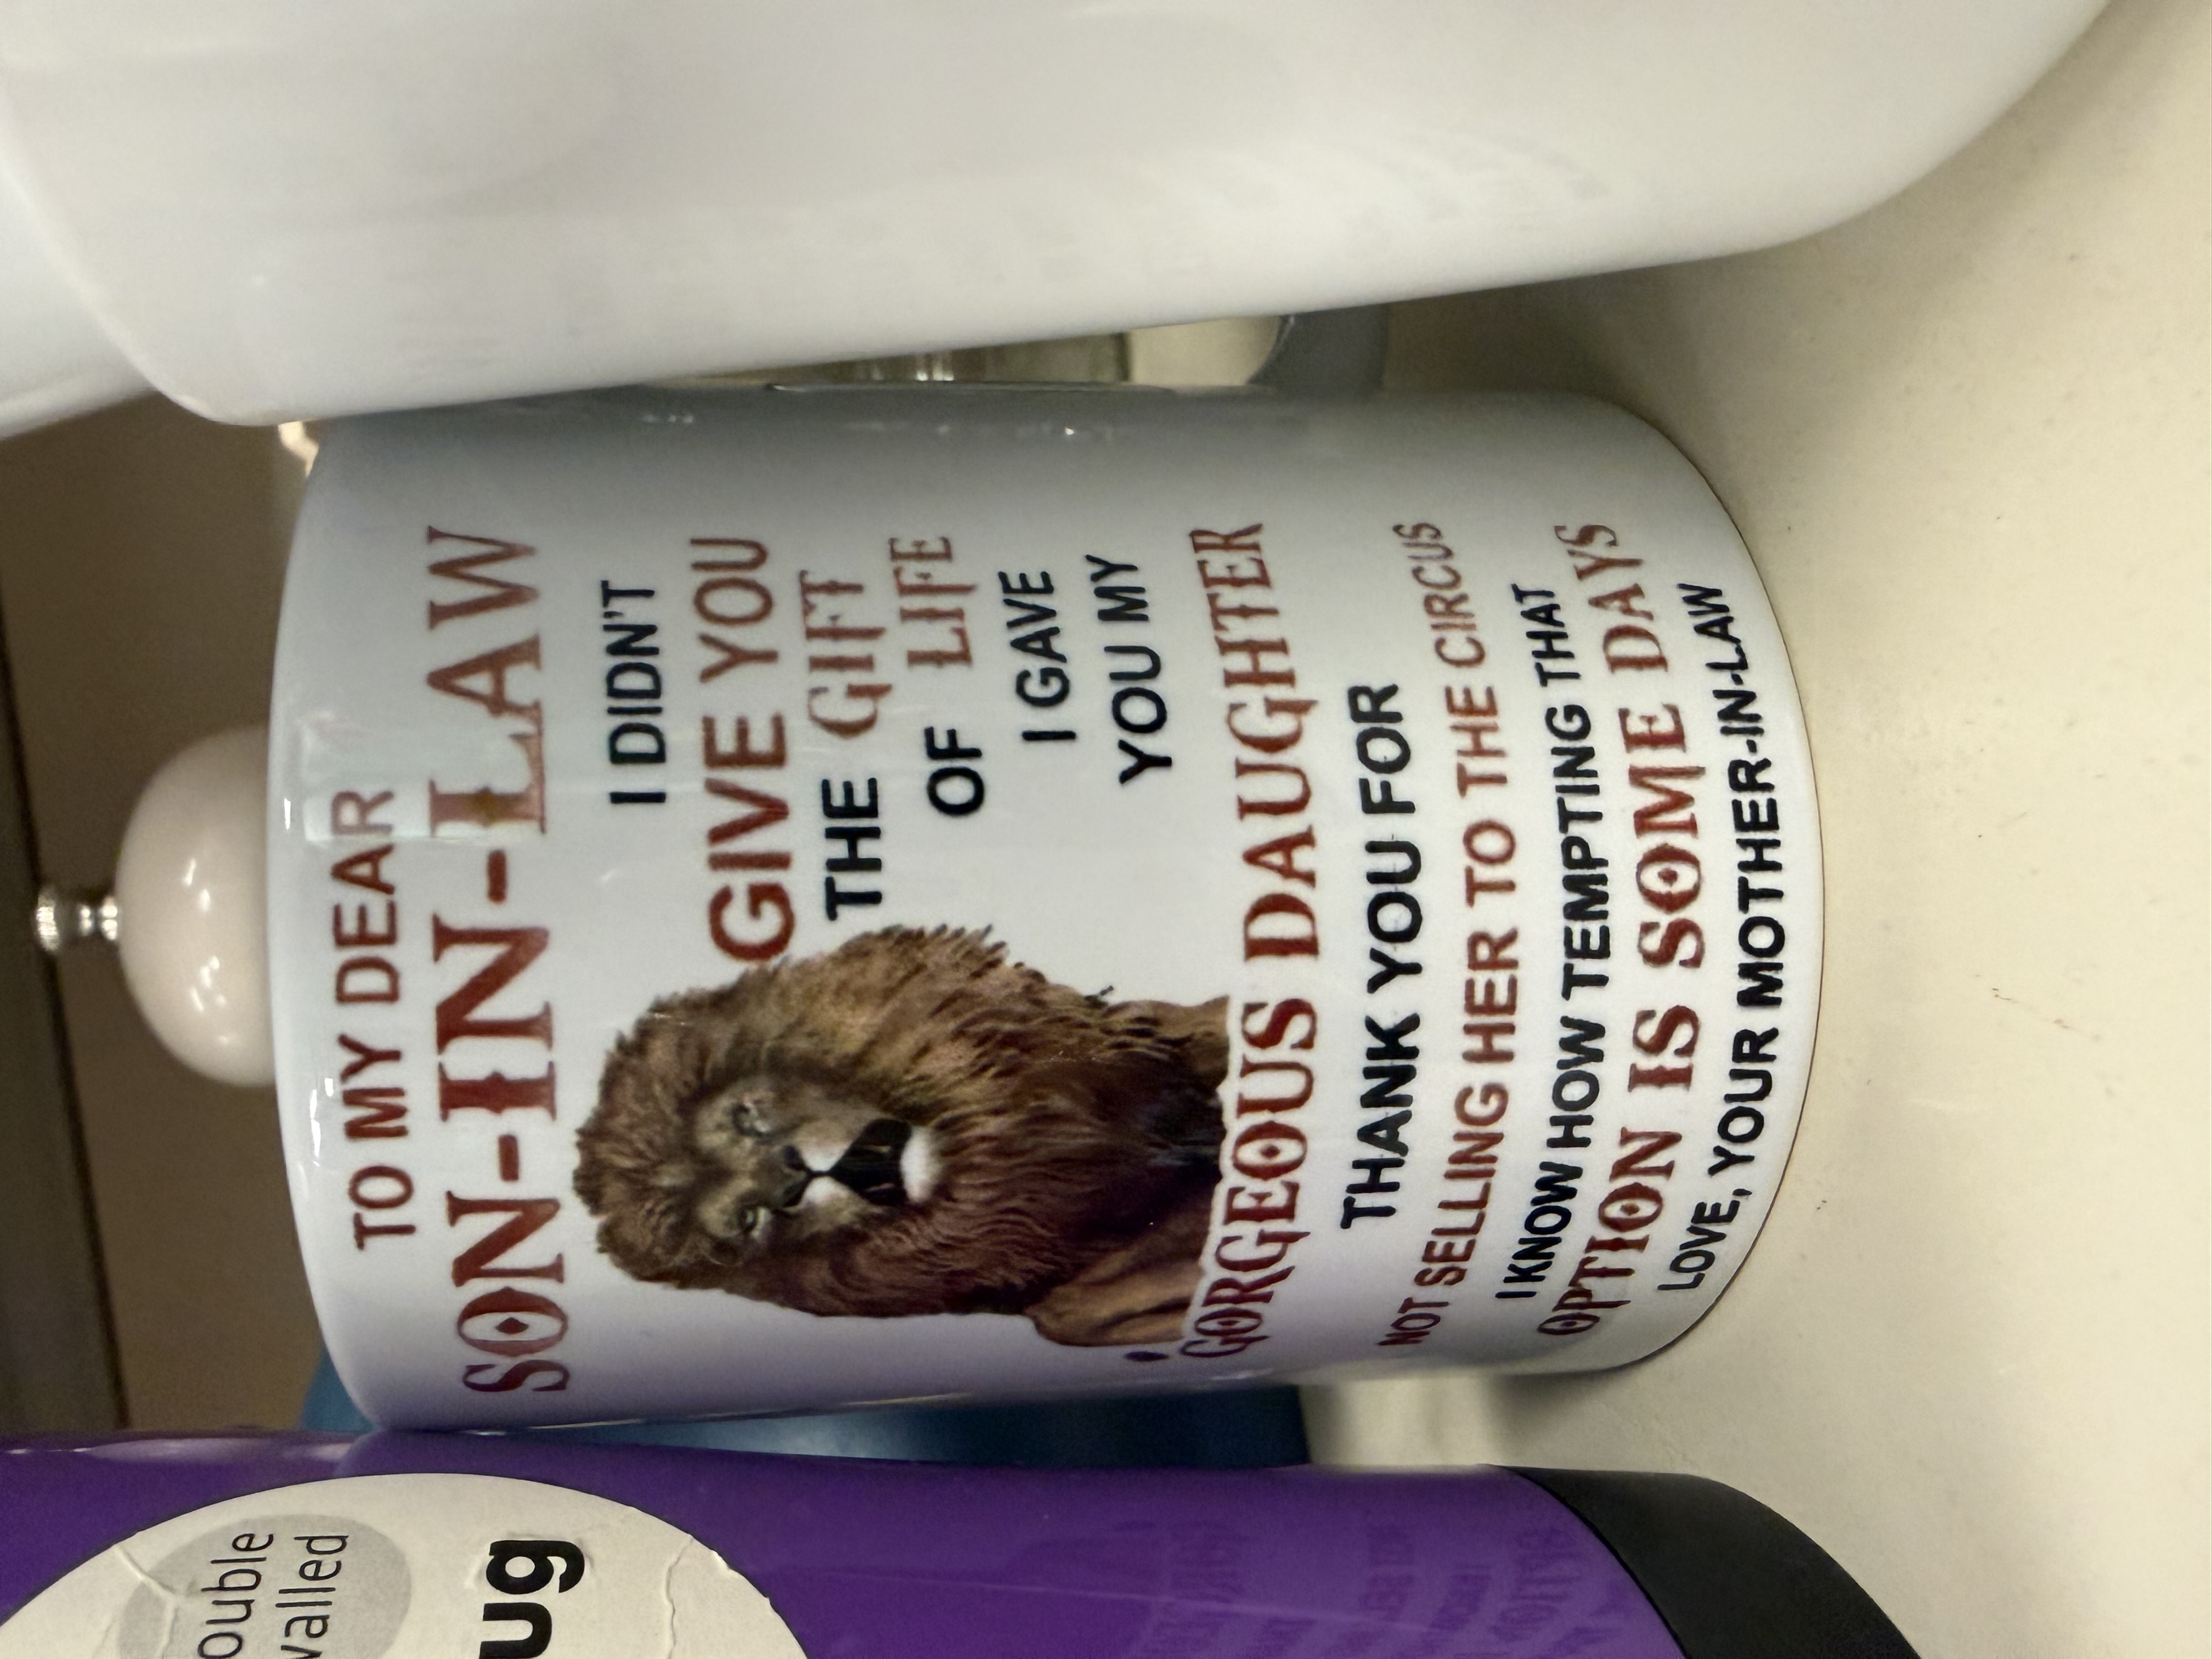 TO MY DEAR
SON-IN-LAW
I DIDN'T
GIVE YOU
THE GIFT
OF LIFE
I GAVE
YOU MY
GORGEOUS DAUGHTER
THANK YOU FOR
NOT SELLING HER TO THE CIRCUS
I KNOW HOW TEMPTING THAT
OPTION IS SOME DAYS
LOVE, YOUR MOTHER-IN-LAW
ouble
walled
ug